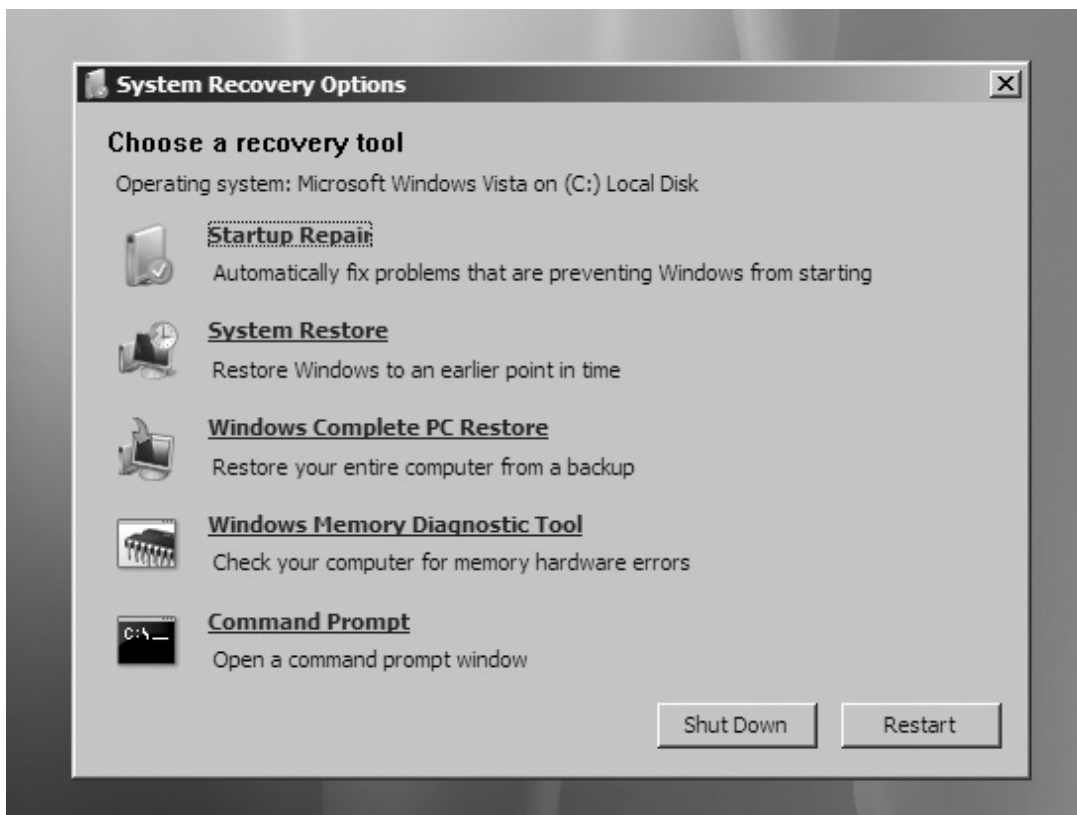 System Recovery Options
Choose a recovery tool
Operating system: Microsoft Windows Vista on (C:) Local Disk
Startup Repair
Automatically fix problems that are preventing Windows from starting
System Restore
Restore Windows to an earlier point in time
Windows Complete PC Restore
Restore your entire computer from a backup
Windows Memory Diagnostic Tool
Check your computer for memory hardware errors
C:\_
Command Prompt
Open a command prompt window
Shut Down
Restart